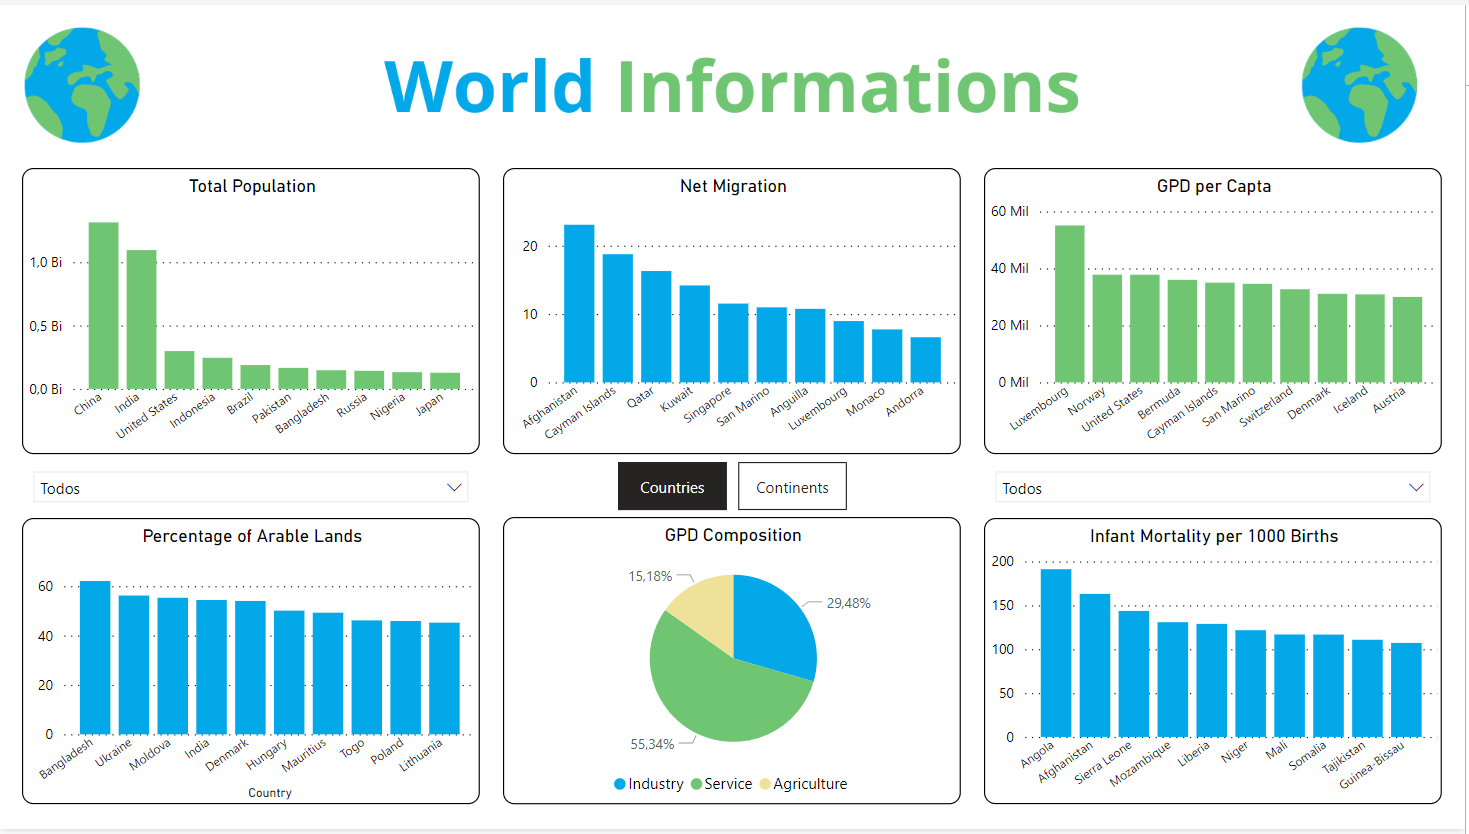 World Informations
Total Population
1,0 Bi
0,5 Bi
0,0 Bi
China
India
United States
Indonesia
Brazil
Pakistan
Bangladesh
Russia
Nigeria
Japan
Net Migration
20
10
0
Afghanistan
Cayman Islands
Qatar
Kuwait
Singapore
San Marino
Anguilla
Luxembourg
Monaco
Andorra
GPD per Capta
60 Mil
40 Mil
20 Mil
0 Mil
Luxembourg
Norway
United States
Bermuda
Cayman Islands
San Marino
Switzerland
Denmark
Iceland
Austria
Todos
Countries
Continents
Todos
Percentage of Arable Lands
60
40
20
0
Bangladesh
Ukraine
Moldova
India
Denmark
Hungary
Mauritius
Togo
Poland
Lithuania
Country
GPD Composition
15,18%
29,48%
55,34%
Industry Service Agriculture
Infant Mortality per 1000 Births
200
150
100
50
0
Angola
Afghanistan
Sierra Leone
Mozambique
Liberia
Niger
Mali
Somalia
Tajikistan
Guinea-Bissau